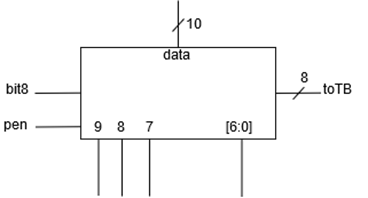 10
data
bit8
8
toTB
pen
9 8 7 [6:0]